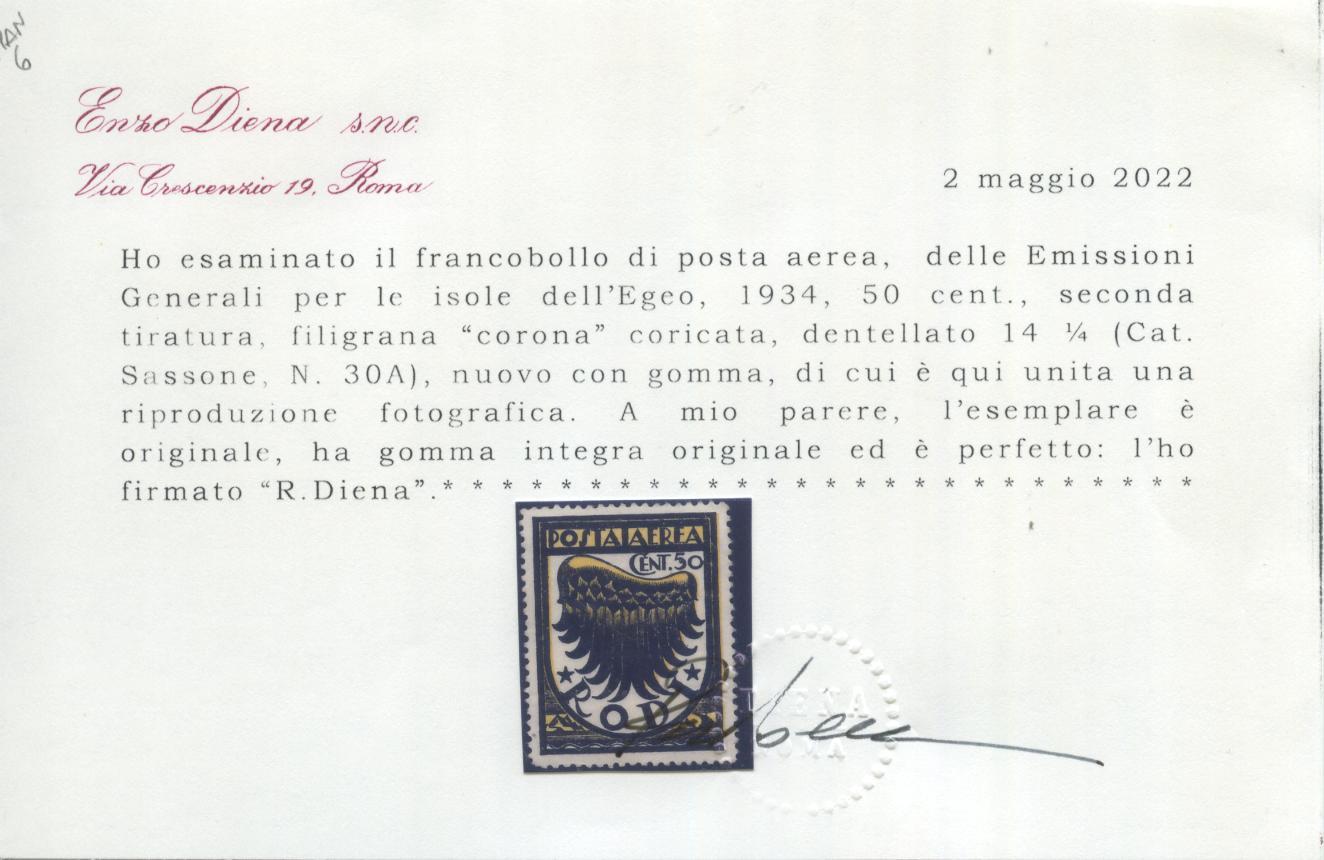 Enzo Diena s.n.c.
Via Crescenzio 19, Roma
2 maggio 2022
Ho esaminato il francobollo di posta aerea, delle Emissioni
Generali per le isole dell'Egeo, 1934, 50 cent., seconda
tiratura, filigrana “corona” coricata, dentellato 14 ¼ (Cat.
Sassone, N. 30A), nuovo con gomma, di cui è qui unita una
riproduzione fotografica. A mio parere, l'esemplare è
originale, ha gomma integra originale ed è perfetto: l'ho
firmato “R.Diena”.* * * * * * * * * * * * * * * * * * * * * * * * * *
POSTA AEREA
CENT. 50
RODI
DIENA
ROMA